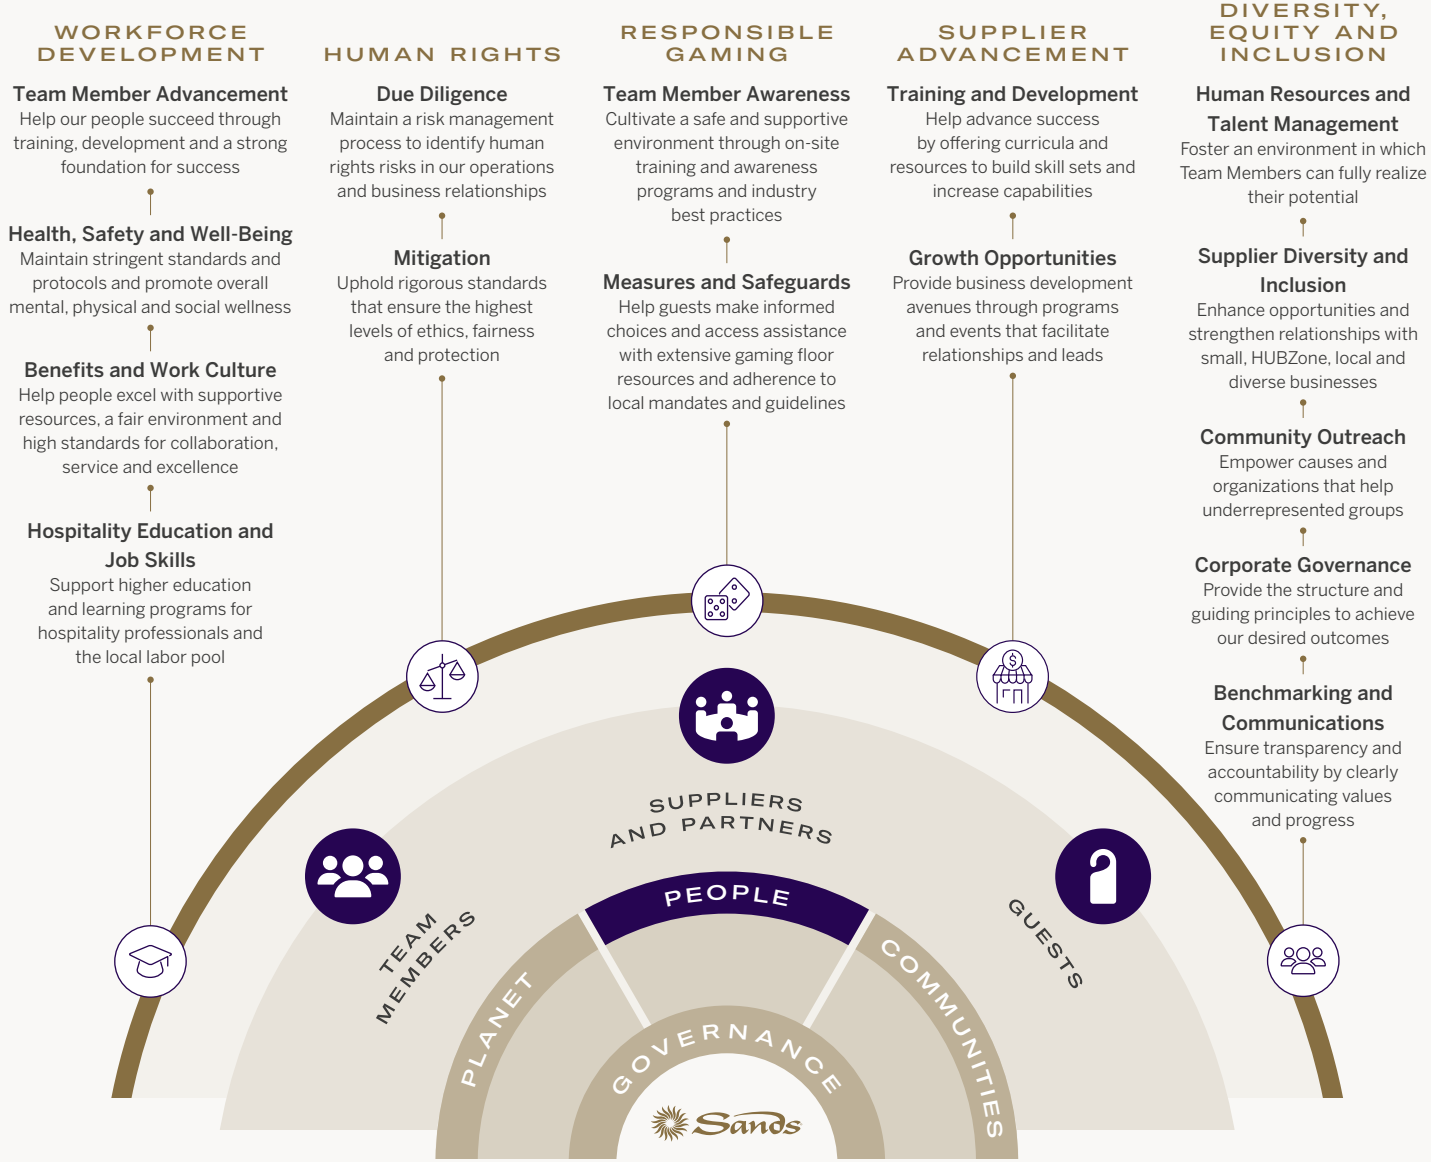 WORKFORCE
DEVELOPMENT
Team Member Advancement
Help our people succeed through
training, development and a strong
foundation for success
Health, Safety and Well-Being
Maintain stringent standards and
protocols and promote overall
mental, physical and social wellness
Benefits and Work Culture
Help people excel with supportive
resources, a fair environment and
high standards for collaboration,
service and excellence
Hospitality Education and
Job Skills
Support higher education
and learning programs for
hospitality professionals and
the local labor pool
HUMAN RIGHTS
Due Diligence
Maintain a risk management
process to identify human
rights risks in our operations
and business relationships
Mitigation
Uphold rigorous standards
that ensure the highest
levels of ethics, fairness
and protection
RESPONSIBLE
GAMING
Team Member Awareness
Cultivate a safe and supportive
environment through on-site
training and awareness
programs and industry
best practices
Measures and Safeguards
Help guests make informed
choices and access assistance
with extensive gaming floor
resources and adherence to
local mandates and guidelines
SUPPLIER
ADVANCEMENT
Training and Development
Help advance success
by offering curricula and
resources to build skill sets and
increase capabilities
Growth Opportunities
Provide business development
avenues through programs
and events that facilitate
relationships and leads
DIVERSITY,
EQUITY AND
INCLUSION
Human Resources and
Talent Management
Foster an environment in which
Team Members can fully realize
their potential
Supplier Diversity and
Inclusion
Enhance opportunities and
strengthen relationships with
small, HUBZone, local and
diverse businesses
Community Outreach
Empower causes and
organizations that help
underrepresented groups
Corporate Governance
Provide the structure and
guiding principles to achieve
our desired outcomes
Benchmarking and
Communications
Ensure transparency and
accountability by clearly
communicating values
and progress
$
TEAM
MEMBERS
SUPPLIERS
AND PARTNERS
GUESTS
PLANET
PEOPLE
COMMUNITIES
GOVERNANCE
Sands